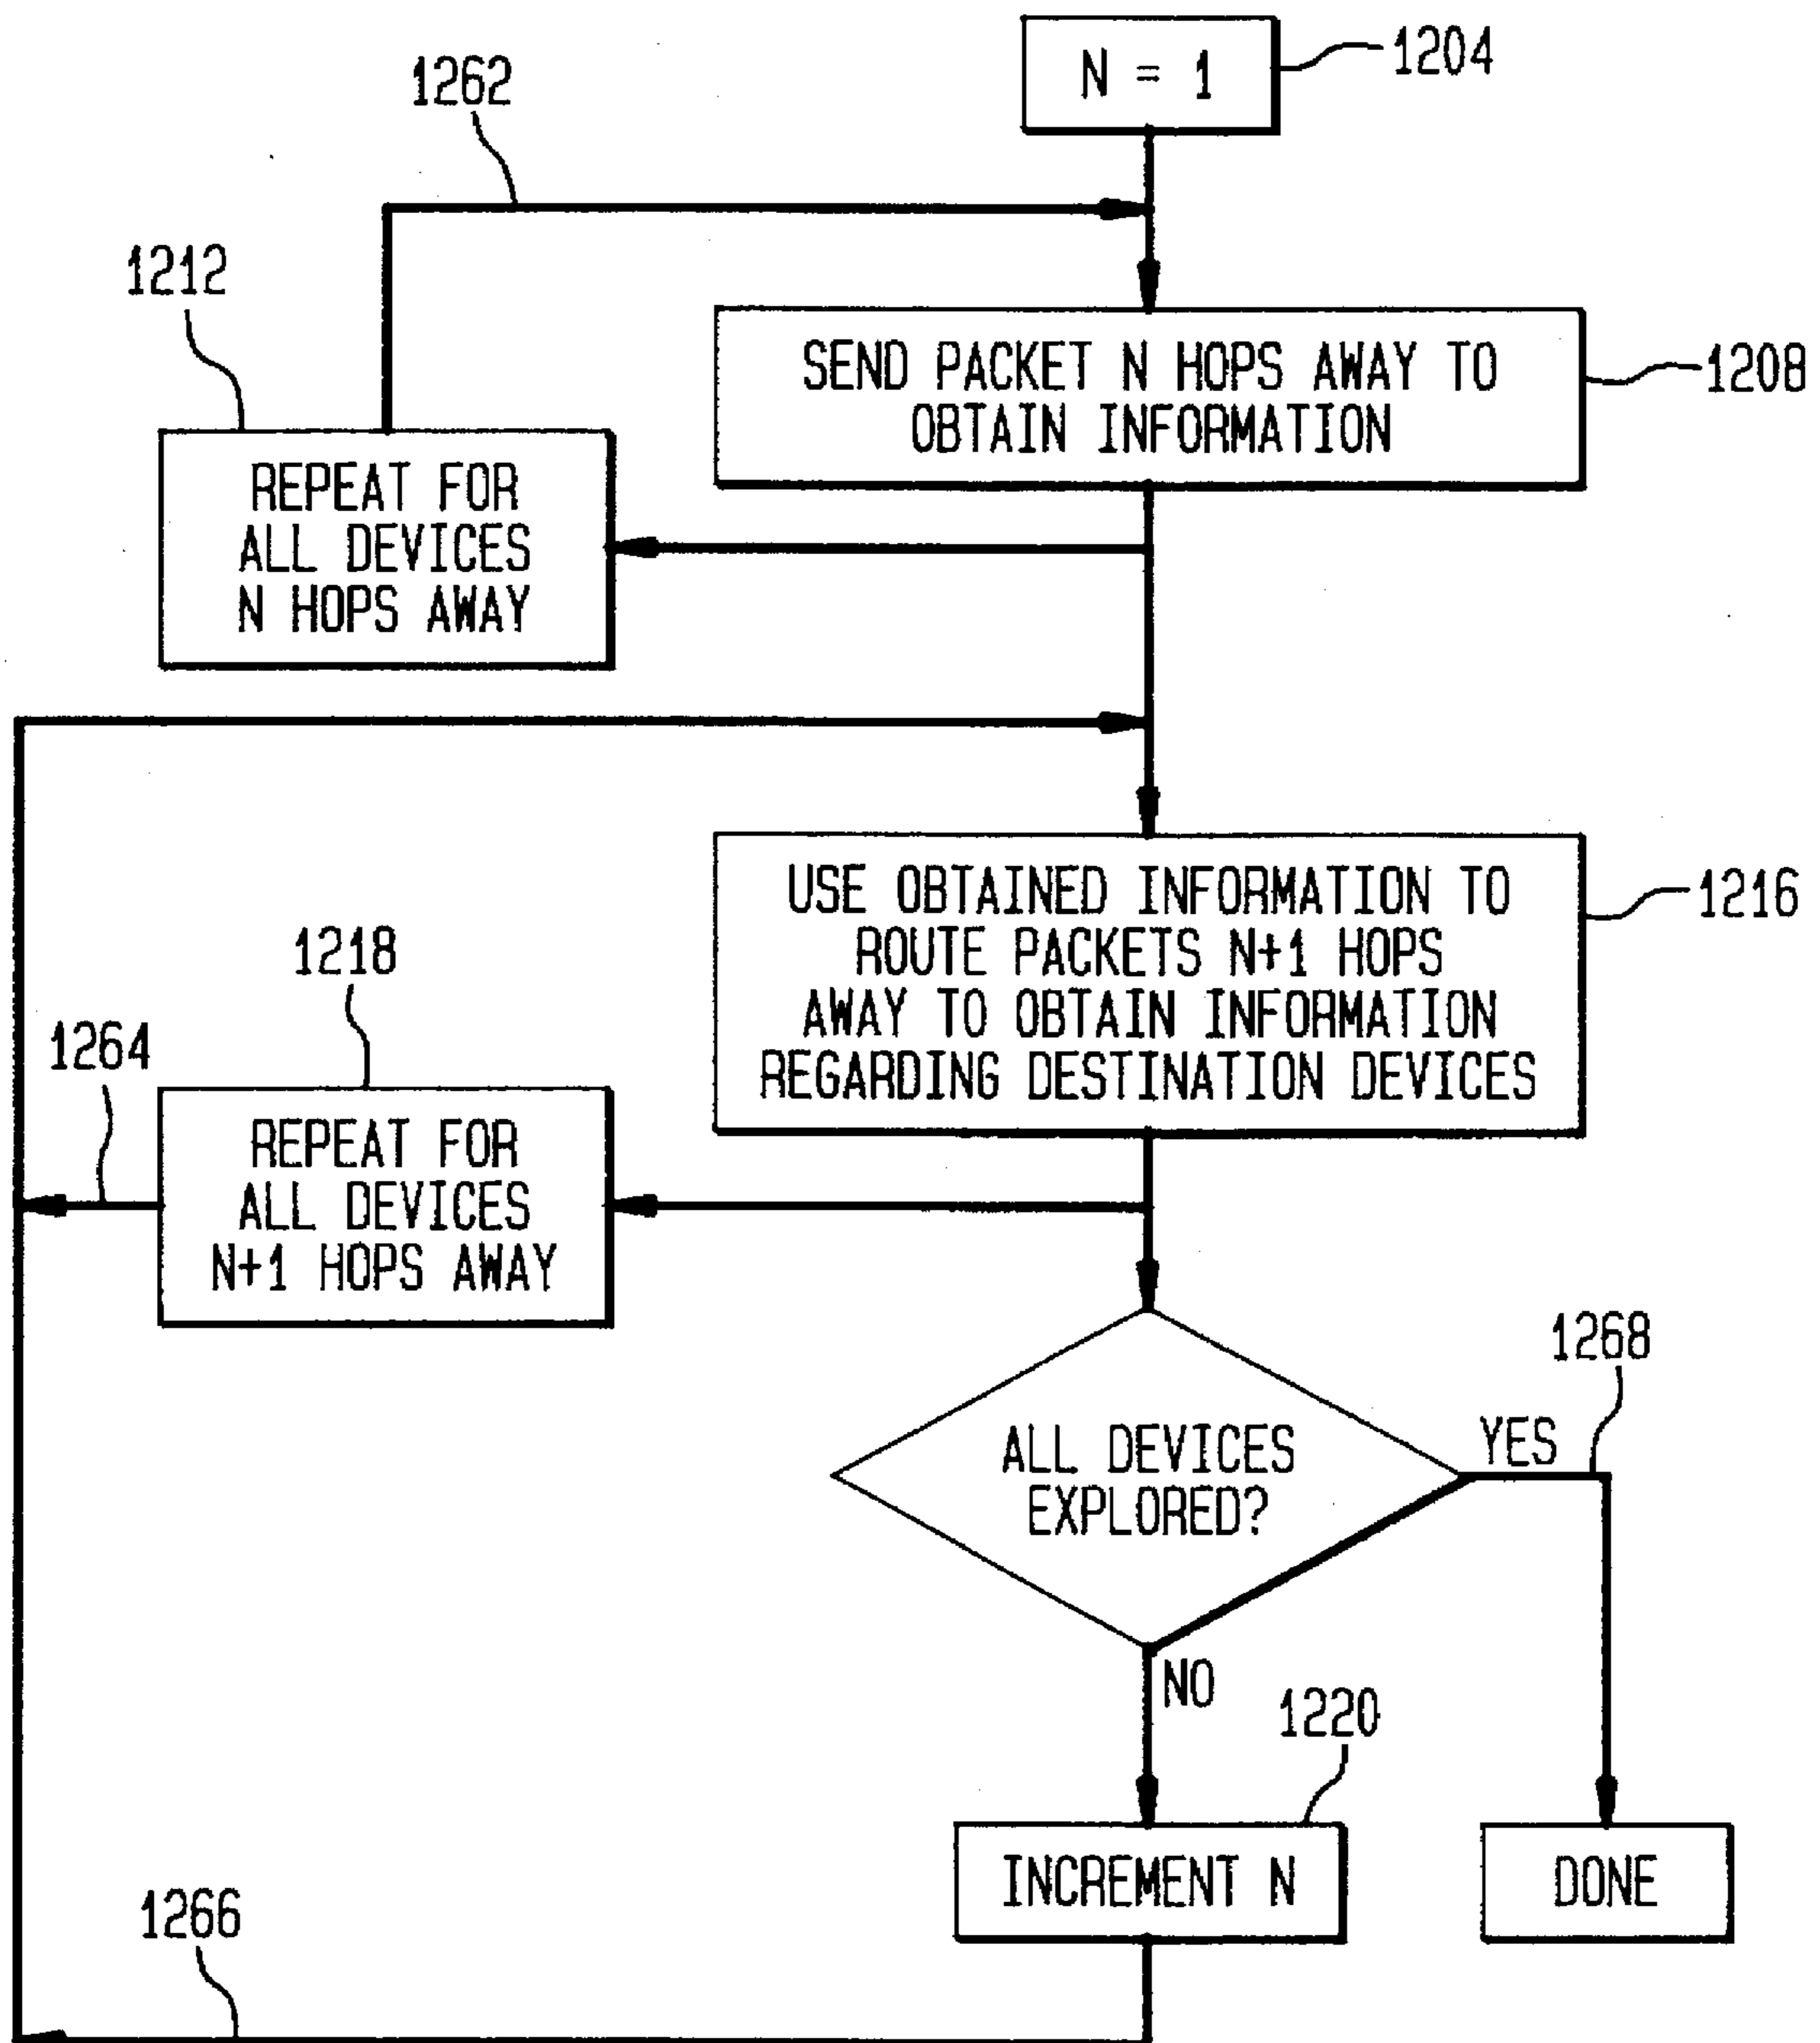 N = 1
1204
1262
1212
SEND PACKET N HOPS AWAY TO
OBTAIN INFORMATION
1208
REPEAT FOR
ALL DEVICES
N HOPS AWAY
USE OBTAINED INFORMATION TO
ROUTE PACKETS N+1 HOPS
AWAY TO OBTAIN INFORMATION
REGARDING DESTINATION DEVICES
1216
1218
1264
REPEAT FOR
ALL DEVICES
N+1 HOPS AWAY
ALL DEVICES
EXPLORED?
YES
1268
NO
1220
INCREMENT N
DONE
1266